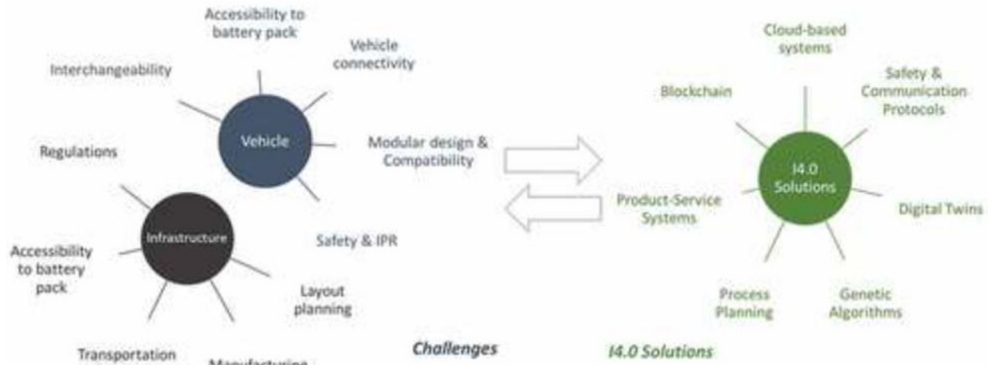 Accessibility to
battery pack
Vehicle
connectivity
Interchangeability
Vehicle
Modular design &
Compatibility
Regulations
Infrastructure
Safety & IPR
Accessibility
to battery
pack
Layout
planning
Transportation
Manufacturing
Challenges
Cloud-based
systems
Safety &
Communication
Protocols
Blockchain
I4.0
Solutions
Product-Service
Systems
Digital Twins
Process
Planning
Genetic
Algorithms
I4.0 Solutions